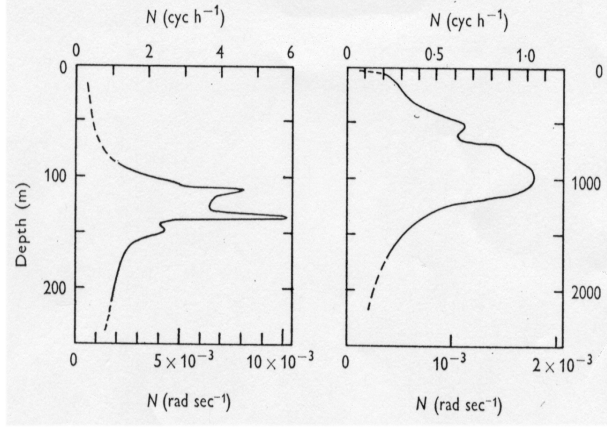 N (cyc h⁻¹)
0 2 4 6
0
100
200
Depth (m)
0 5 × 10⁻³ 10 × 10⁻³
N (rad sec⁻¹)
N (cyc h⁻¹)
0 0·5 1·0
0
1000
2000
0 10⁻³ 2 × 10⁻³
N (rad sec⁻¹)